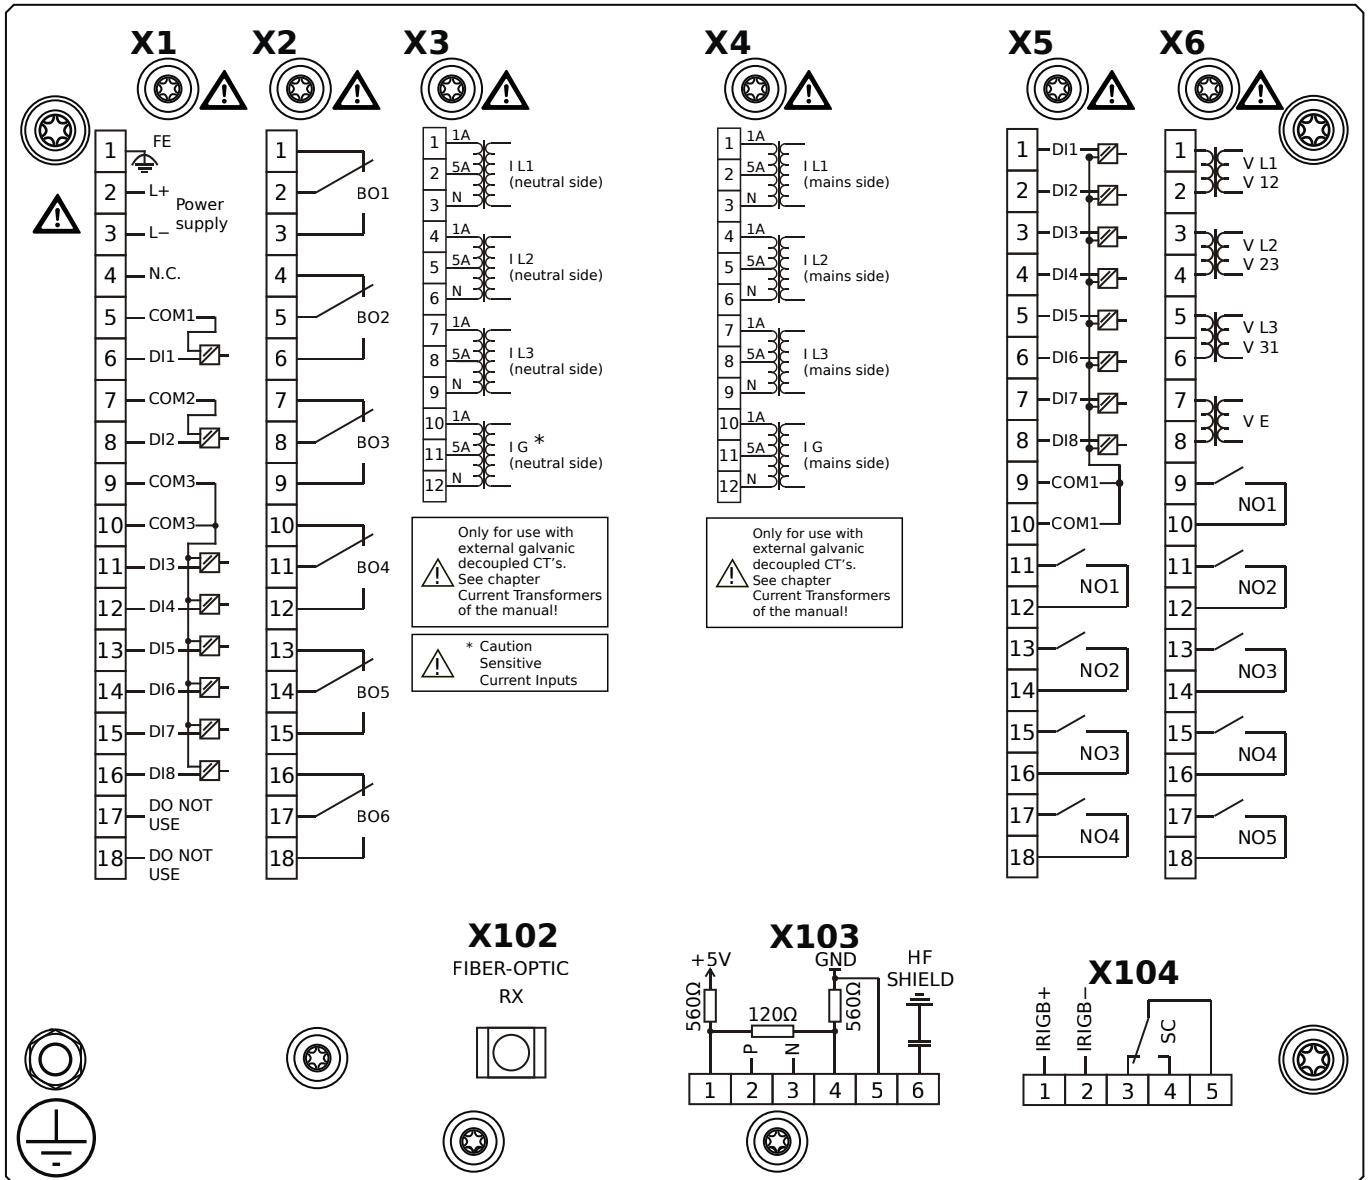 X1
1
FE
2
L+
Power
supply
3
L−
4
N.C.
5
COM1
6
DI1
7
COM2
8
DI2
9
COM3
10
COM3
11
DI3
12
DI4
13
DI5
14
DI6
15
DI7
16
DI8
17
DO NOT
USE
18
DO NOT
USE
X2
1
2
BO1
3
4
5
BO2
6
7
8
BO3
9
10
11
BO4
12
13
14
BO5
15
16
17
BO6
18
X3
1
1A
2
5A
3
N
I L1
(neutral side)
4
1A
5
5A
6
N
I L2
(neutral side)
7
1A
8
5A
9
N
I L3
(neutral side)
10
1A
11
5A
12
N
I G *
(neutral side)
Only for use with
external galvanic
decoupled CT's.
See chapter
Current Transformers
of the manual!
* Caution
Sensitive
Current Inputs
X4
1
1A
2
5A
3
N
I L1
(mains side)
4
1A
5
5A
6
N
I L2
(mains side)
7
1A
8
5A
9
N
I L3
(mains side)
10
1A
11
5A
12
N
I G
(mains side)
Only for use with
external galvanic
decoupled CT's.
See chapter
Current Transformers
of the manual!
X5
1
DI1
2
DI2
3
DI3
4
DI4
5
DI5
6
DI6
7
DI7
8
DI8
9
COM1
10
COM1
11
NO1
12
13
NO2
14
15
NO3
16
17
NO4
18
X6
1
V L1
V 12
2
3
V L2
V 23
4
5
V L3
V 31
6
7
V E
8
9
NO1
10
11
NO2
12
13
NO3
14
15
NO4
16
17
NO5
18
X102
FIBER-OPTIC
RX
X103
+5V
GND
HF
SHIELD
560Ω
120Ω
560Ω
P
N
1 2 3 4 5 6
X104
IRIGB+
IRIGB−
SC
1 2 3 4 5